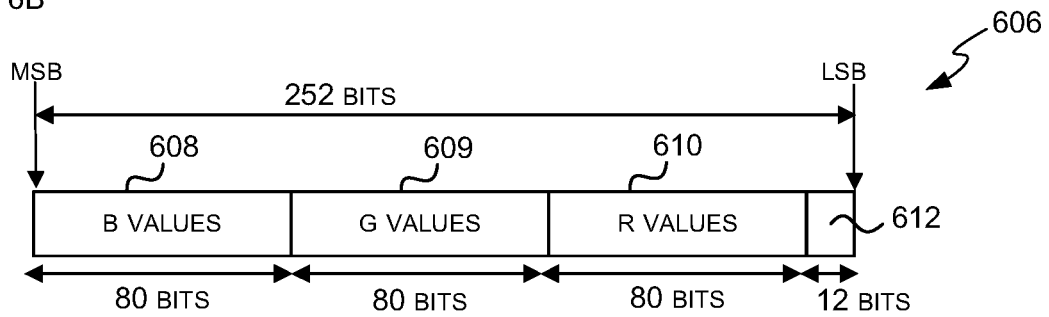 6B
606
MSB
LSB
252 BITS
608
609
610
B VALUES
G VALUES
R VALUES
612
80 BITS
80 BITS
80 BITS
12 BITS